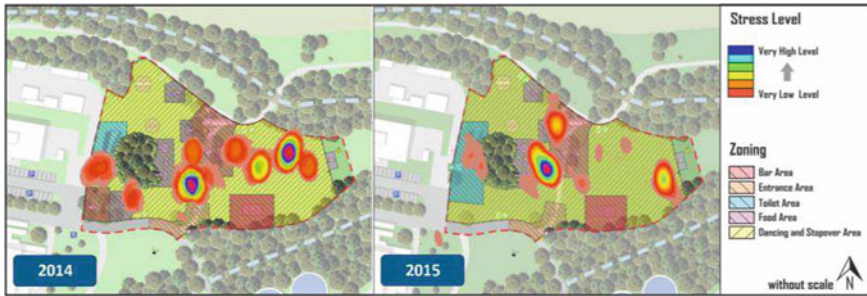 2014
2015
Stress Level
Very High Level
Very Low Level
Zoning
Bar Area
Entrance Area
Toilet Area
Food Area
Dancing and Stopover Area
without scale
N